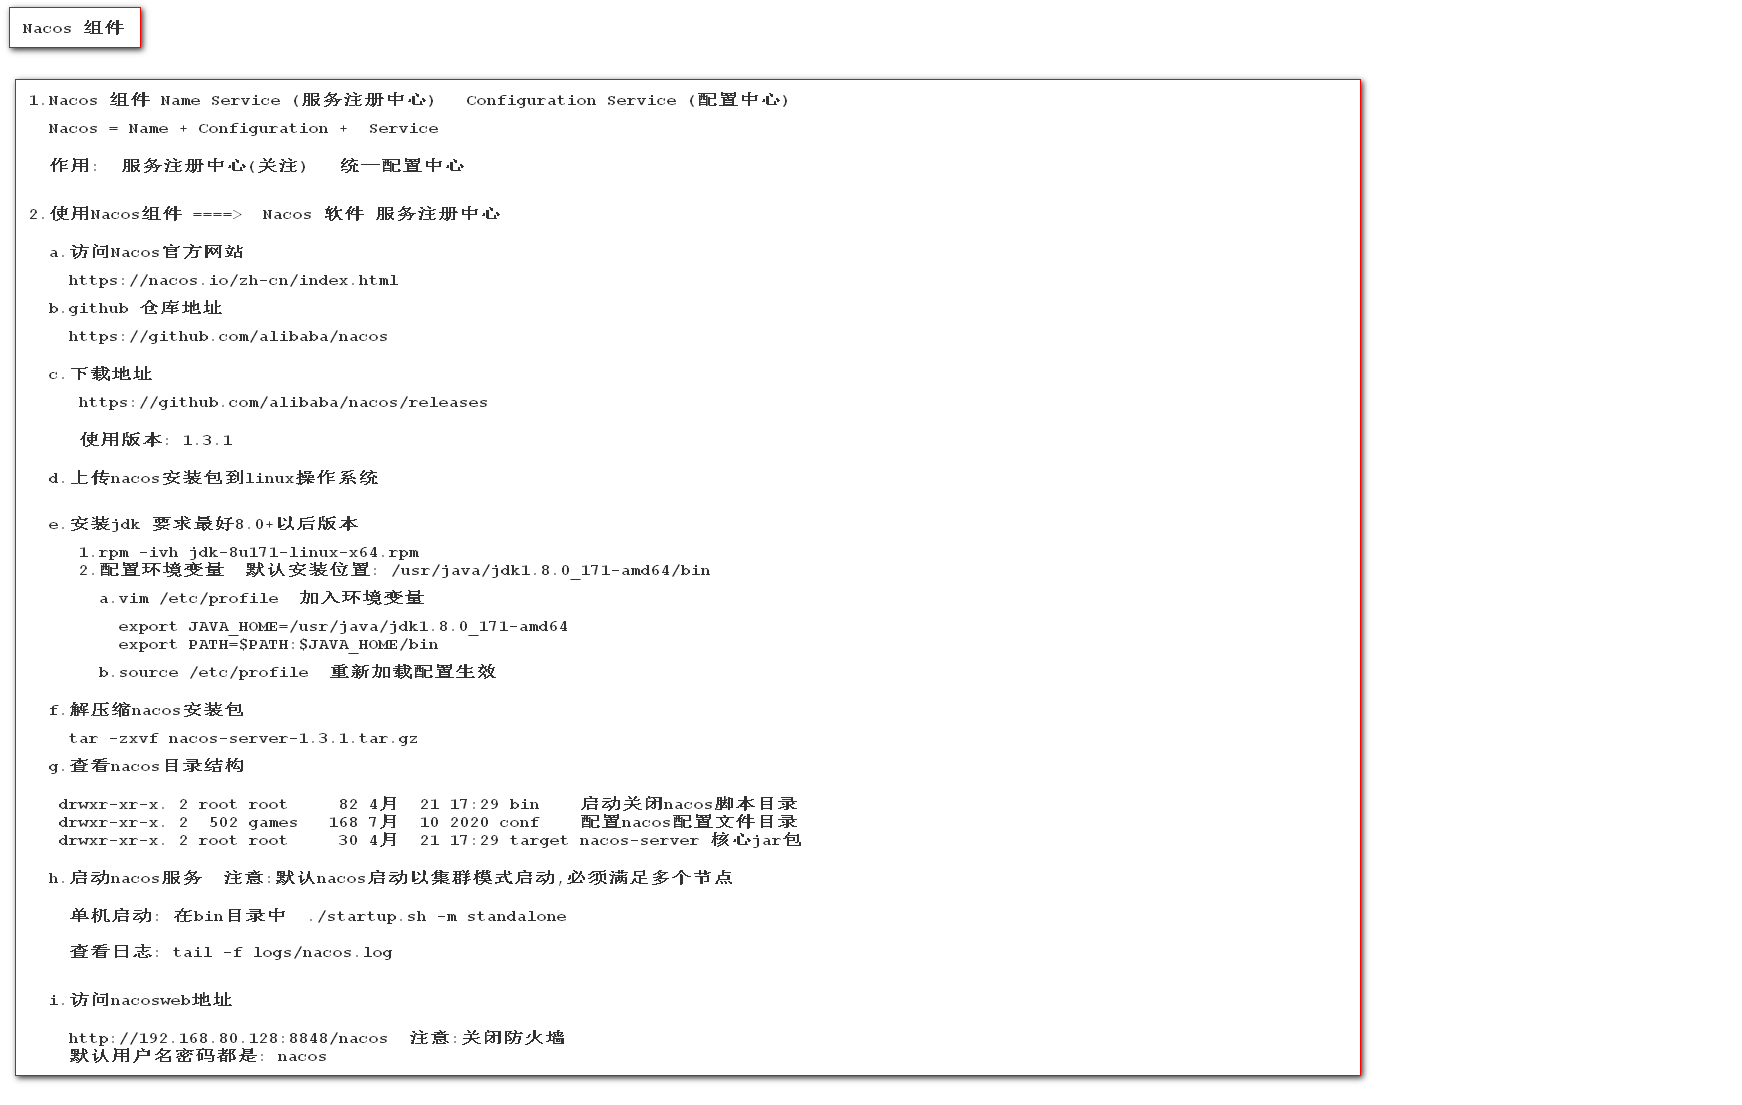 Nacos 组件
1.Nacos 组件 Name Service (服务注册中心)   Configuration Service (配置中心)
Nacos = Name + Configuration +  Service
作用:  服务注册中心(关注)   统一配置中心
2.使用Nacos组件 ====>  Nacos 软件 服务注册中心
a.访问Nacos官方网站
https://nacos.io/zh-cn/index.html
b.github 仓库地址
https://github.com/alibaba/nacos
c.下载地址
https://github.com/alibaba/nacos/releases
使用版本: 1.3.1
d.上传nacos安装包到linux操作系统
e.安装jdk 要求最好8.0+以后版本
1.rpm -ivh jdk-8u171-linux-x64.rpm
2.配置环境变量  默认安装位置: /usr/java/jdk1.8.0_171-amd64/bin
a.vim /etc/profile  加入环境变量
export JAVA_HOME=/usr/java/jdk1.8.0_171-amd64
export PATH=$PATH:$JAVA_HOME/bin
b.source /etc/profile  重新加载配置生效
f.解压缩nacos安装包
tar -zxvf nacos-server-1.3.1.tar.gz
g.查看nacos目录结构
drwxr-xr-x. 2 root root     82 4月  21 17:29 bin    启动关闭nacos脚本目录
drwxr-xr-x. 2  502 games   168 7月  10 2020 conf    配置nacos配置文件目录
drwxr-xr-x. 2 root root     30 4月  21 17:29 target nacos-server 核心jar包
h.启动nacos服务  注意:默认nacos启动以集群模式启动,必须满足多个节点
单机启动: 在bin目录中  ./startup.sh -m standalone
查看日志: tail -f logs/nacos.log
i.访问nacosweb地址
http://192.168.80.128:8848/nacos  注意:关闭防火墙
默认用户名密码都是: nacos